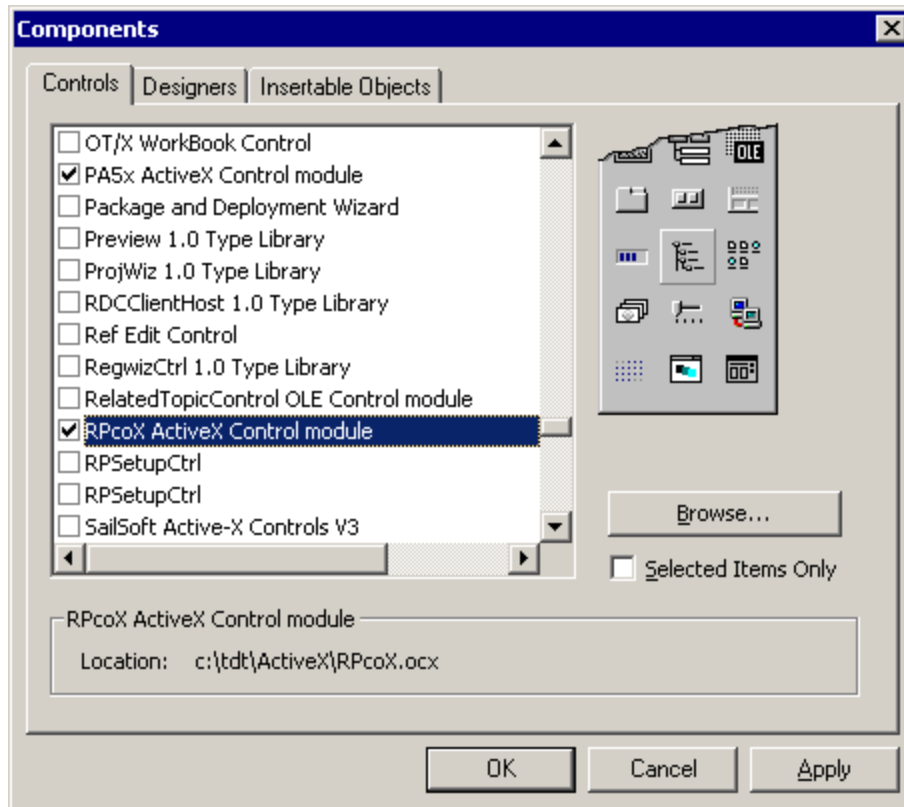 Components
Controls Designers Insertable Objects
OT/X WorkBook Control
PA5x ActiveX Control module
Package and Deployment Wizard
Preview 1.0 Type Library
ProjWiz 1.0 Type Library
RDCClientHost 1.0 Type Library
Ref Edit Control
RegwizCtrl 1.0 Type Library
RelatedTopicControl OLE Control module
RPcoX ActiveX Control module
RPSetupCtrl
RPSetupCtrl
SailSoft Active-X Controls V3
OLE
Browse...
Selected Items Only
RPcoX ActiveX Control module
Location: c:\tdt\ActiveX\RPcoX.ocx
OK Cancel Apply